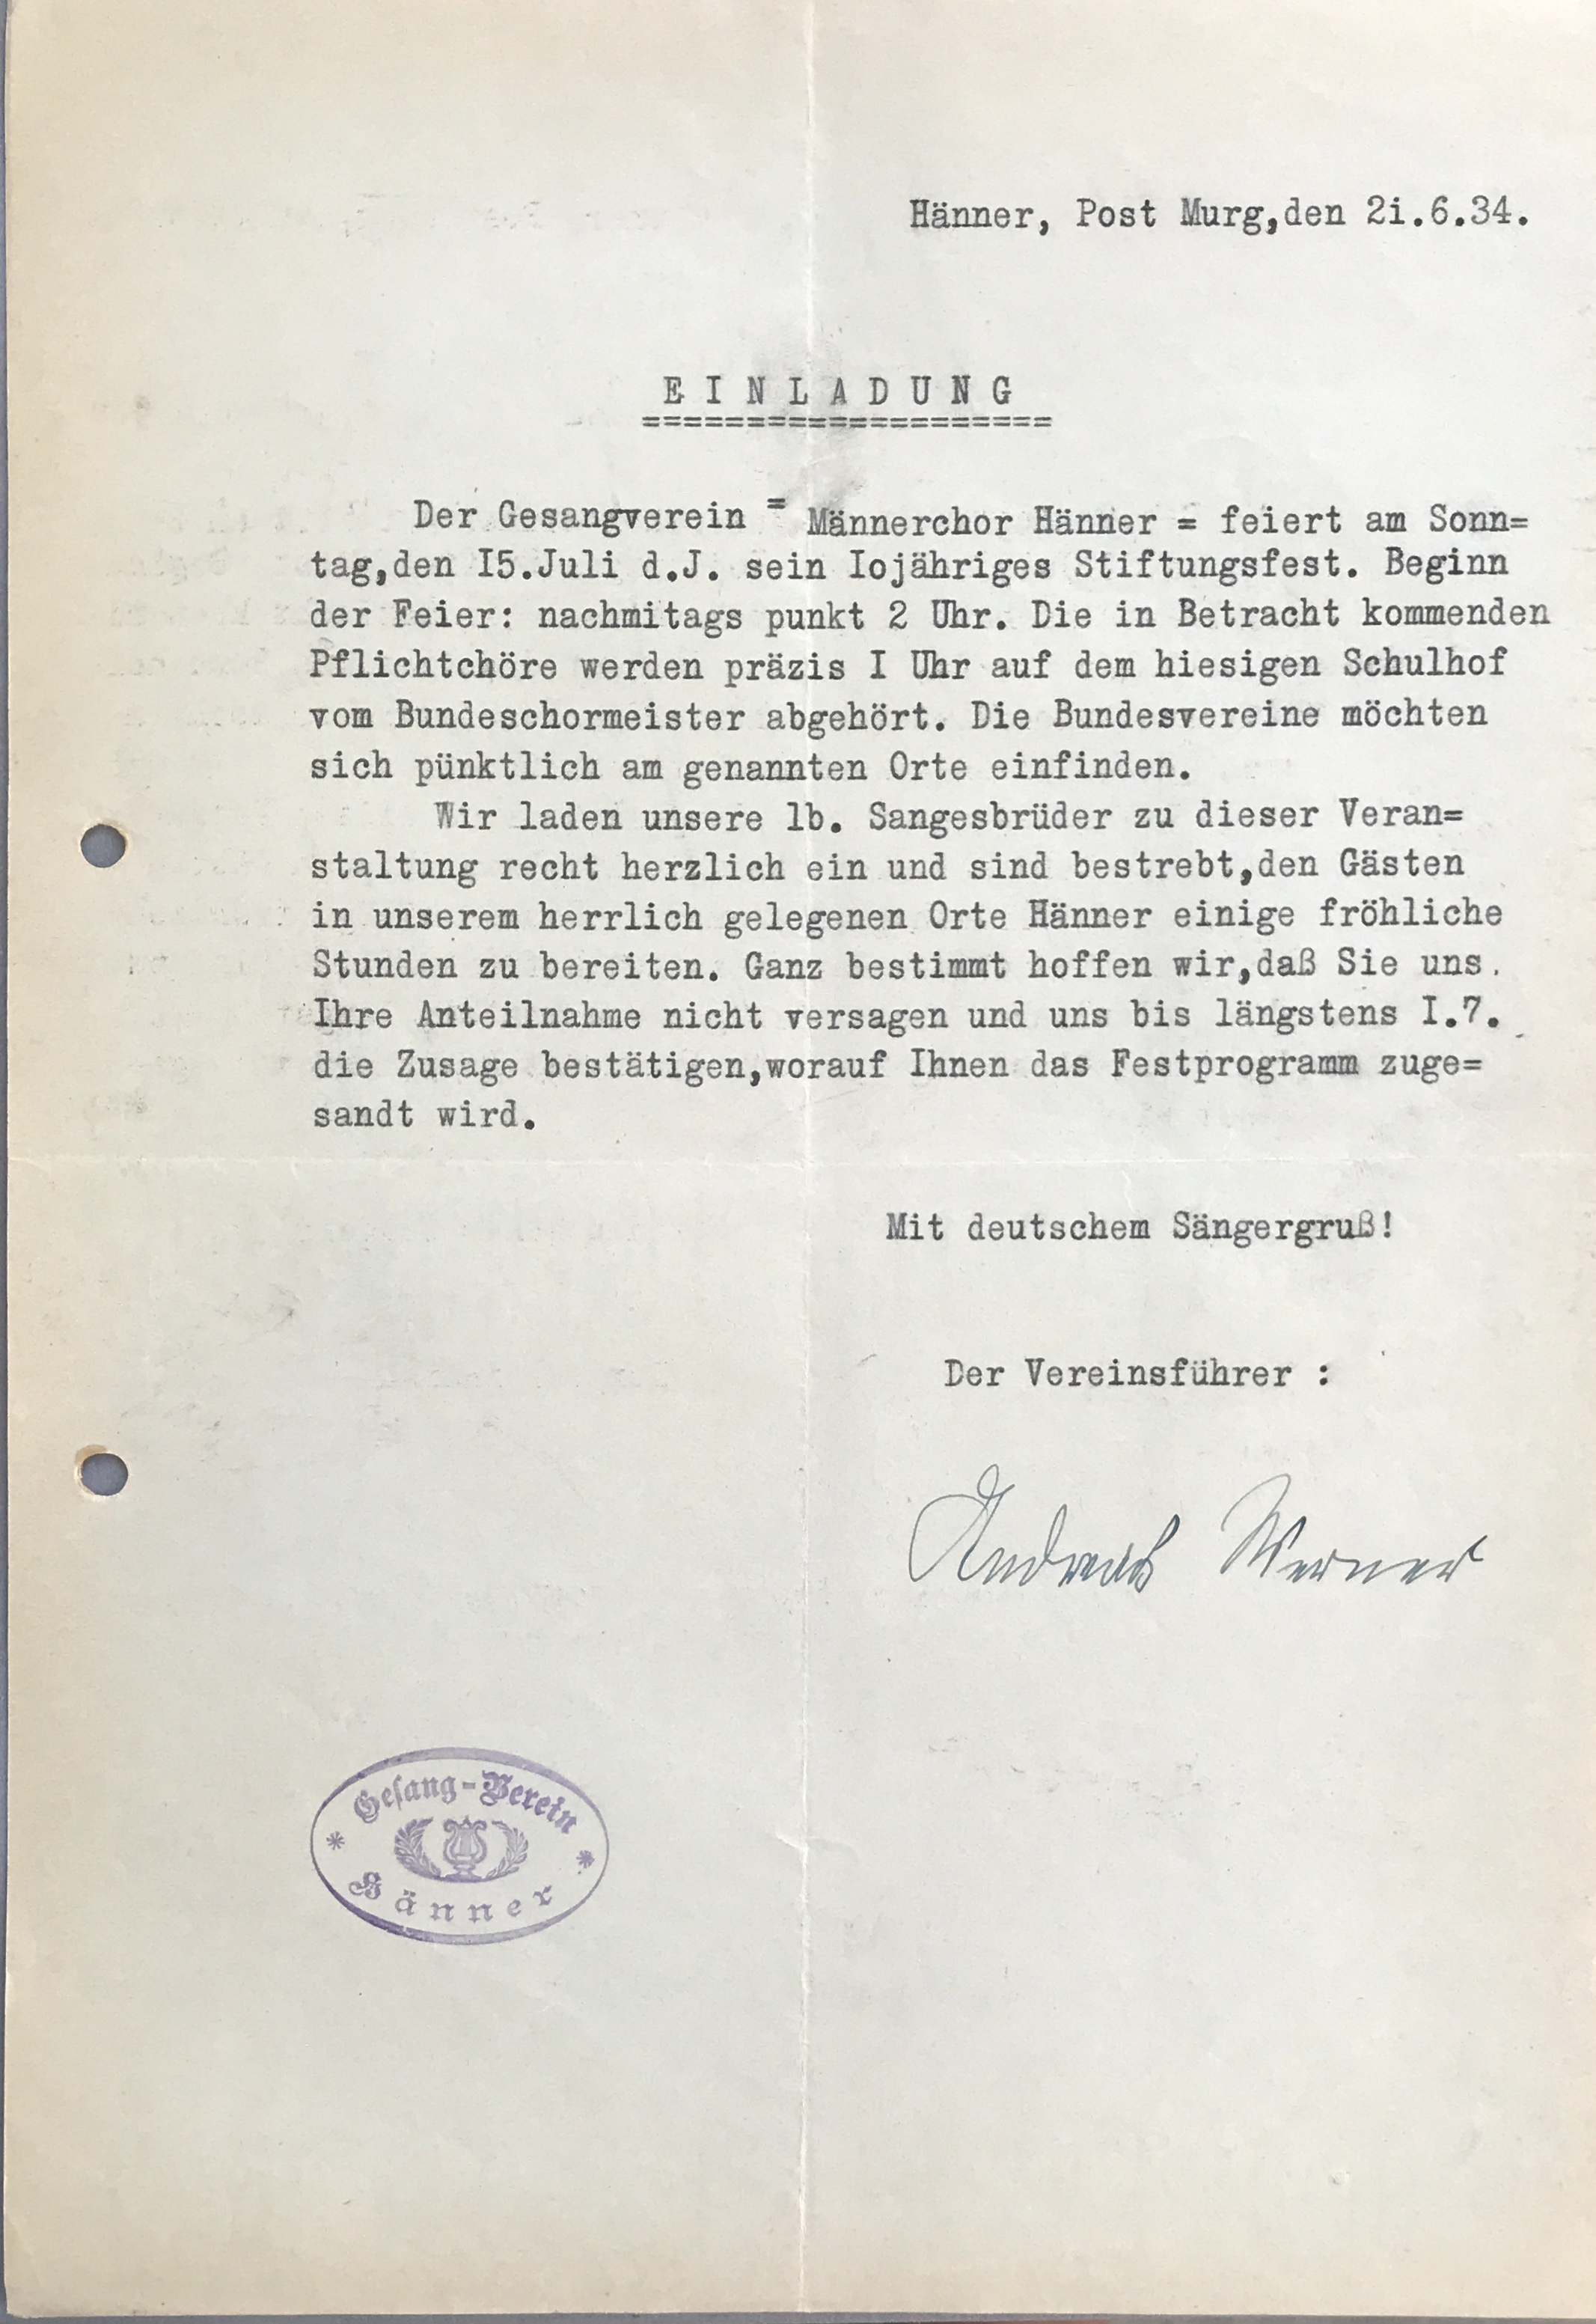 Hänner, Post Murg,den 2i.6.34.
EINLADUNG
====================
Der Gesangverein = Männerchor Hänner = feiert am Sonn=
tag,den I5.Juli d.J. sein Iojähriges Stiftungsfest. Beginn
der Feier: nachmitags punkt 2 Uhr. Die in Betracht kommenden
Pflichtchöre werden präzis I Uhr auf dem hiesigen Schulhof
vom Bundeschormeister abgehört. Die Bundesvereine möchten
sich pünktlich am genannten Orte einfinden.
Wir laden unsere lb. Sangesbrüder zu dieser Veran=
staltung recht herzlich ein und sind bestrebt,den Gästen
in unserem herrlich gelegenen Orte Hänner einige fröhliche
Stunden zu bereiten. Ganz bestimmt hoffen wir,daß Sie uns.
Ihre Anteilnahme nicht versagen und uns bis längstens I.7.
die Zusage bestätigen,worauf Ihnen das Festprogramm zuge=
sandt wird.
Mit deutschem Sängergruß!
Der Vereinsführer :
Andreas Werner
Gesang-Verein
* *
Hänner